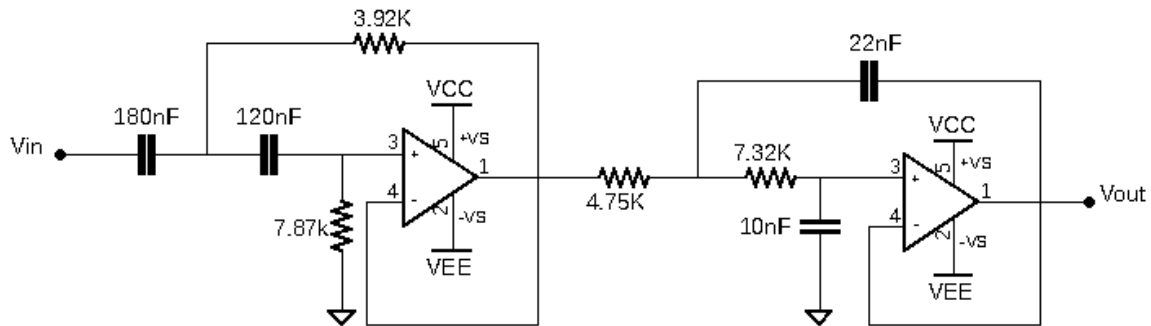 3.92K
22nF
VCC
180nF
120nF
VCC
+VS
5
Vin
3
+
1
4
-
2
-VS
7.87k
VEE
4.75K
7.32K
10nF
3
+
5
+VS
1
4
-
2
-VS
Vout
VEE